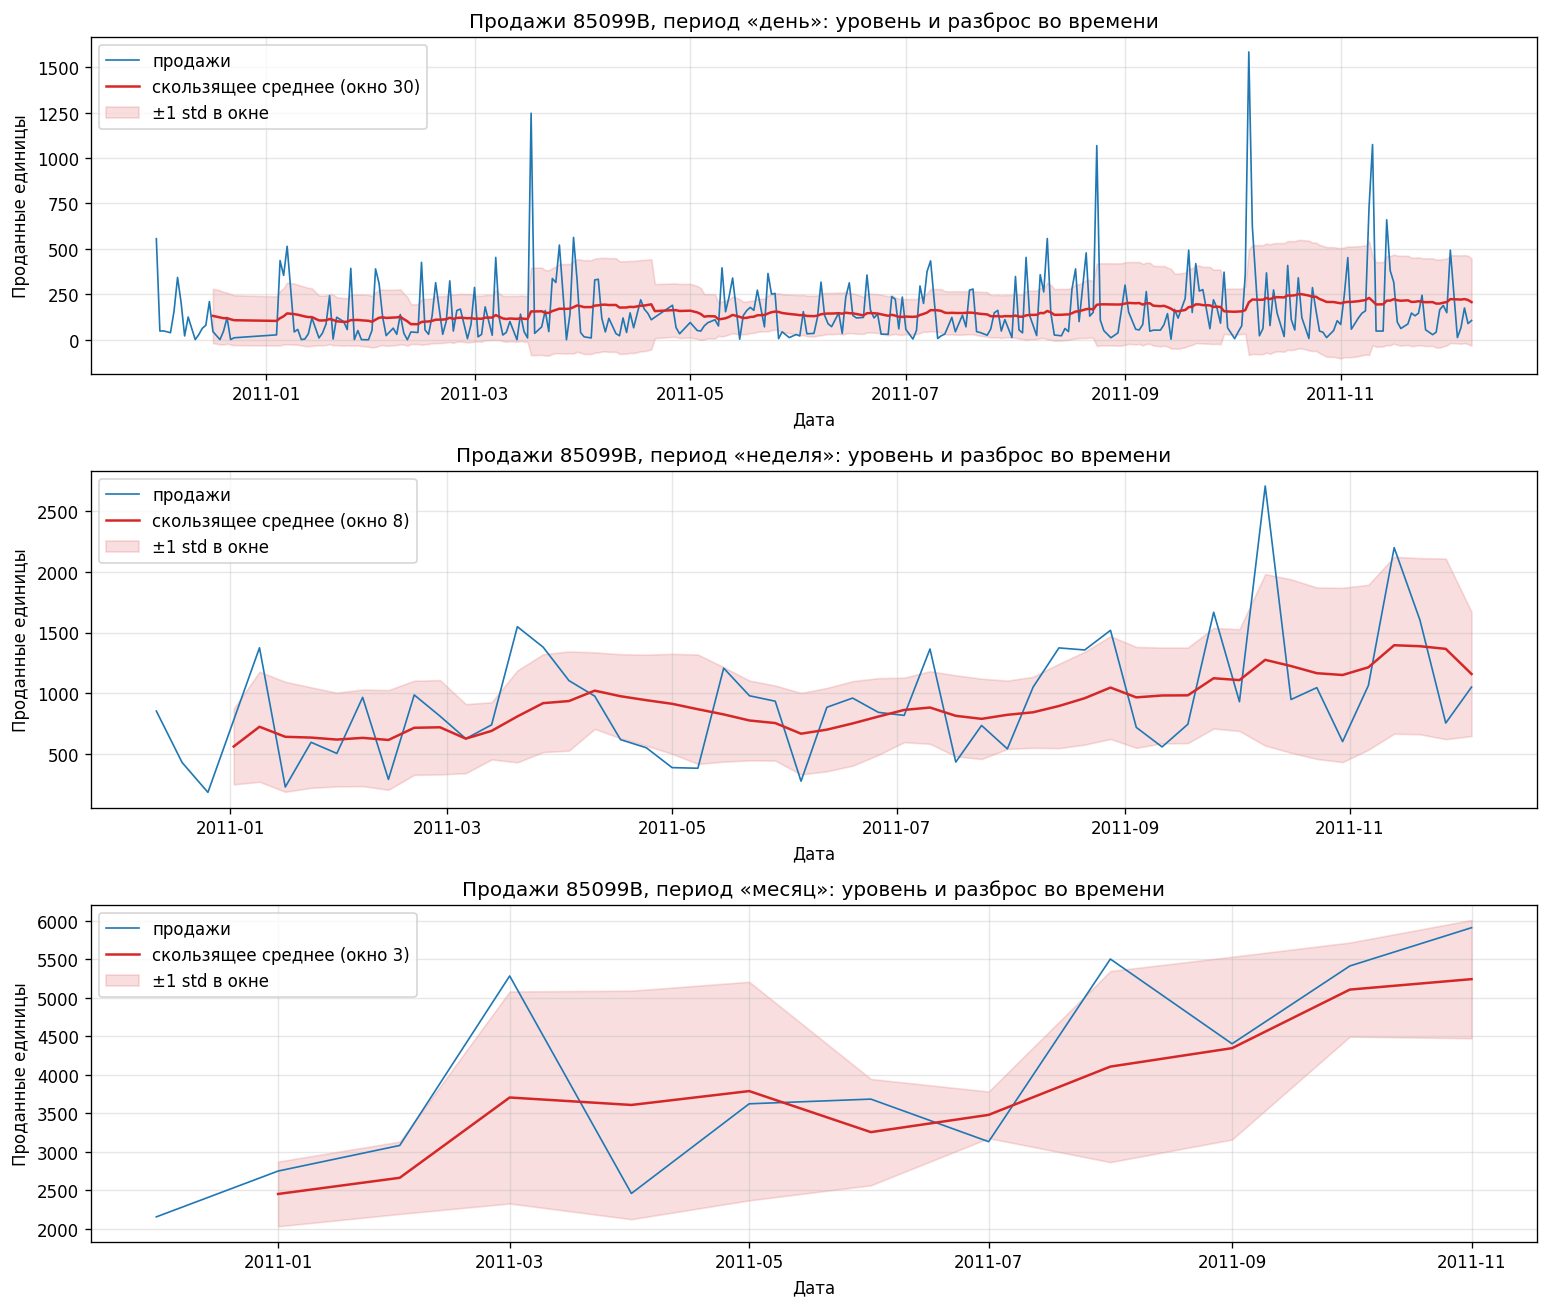 Продажи 85099B, период «день»: уровень и разброс во времени
продажи
скользящее среднее (окно 30)
±1 std в окне
Проданные единицы
1500
1250
1000
750
500
250
0
2011-01 2011-03 2011-05 2011-07 2011-09 2011-11
Дата
Продажи 85099B, период «неделя»: уровень и разброс во времени
продажи
скользящее среднее (окно 8)
±1 std в окне
Проданные единицы
2500
2000
1500
1000
500
2011-01 2011-03 2011-05 2011-07 2011-09 2011-11
Дата
Продажи 85099B, период «месяц»: уровень и разброс во времени
продажи
скользящее среднее (окно 3)
±1 std в окне
Проданные единицы
6000
5500
5000
4500
4000
3500
3000
2500
2000
2011-01 2011-03 2011-05 2011-07 2011-09 2011-11
Дата